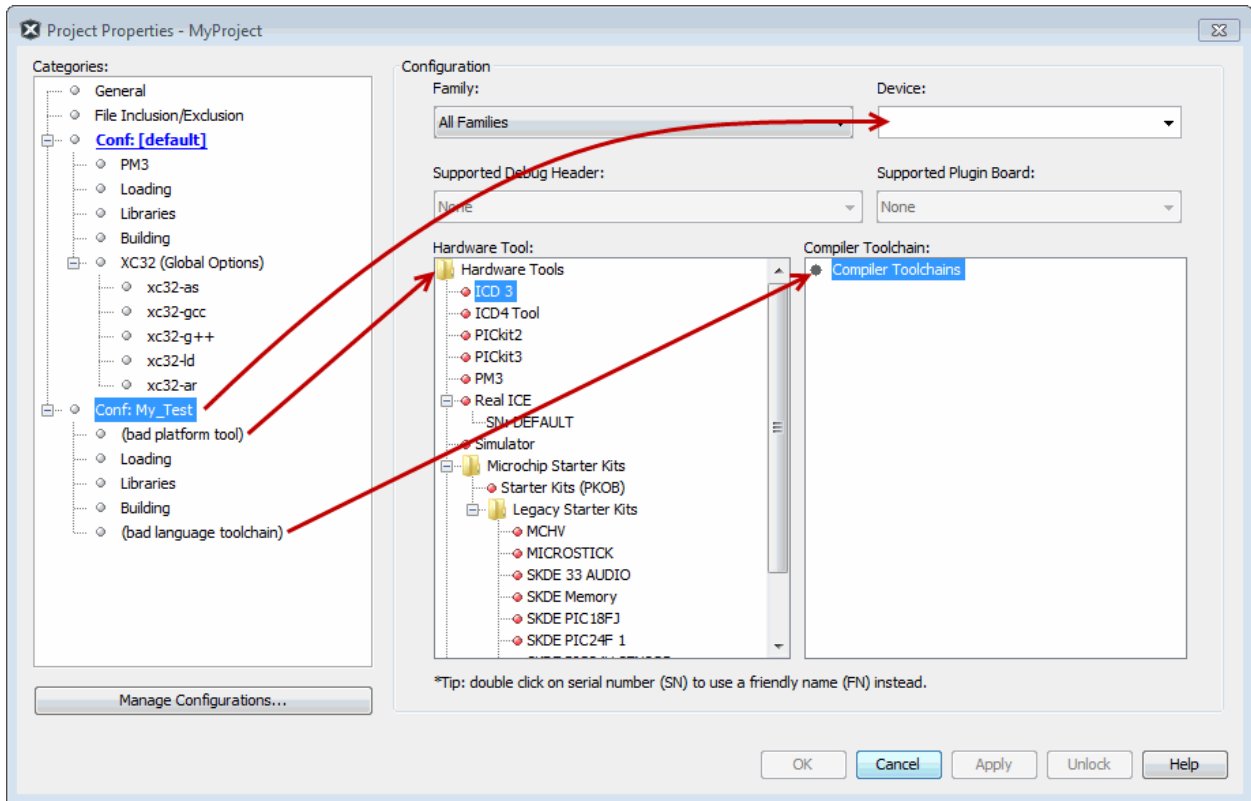 Project Properties - MyProject
Categories:
General
File Inclusion/Exclusion
Conf: [default]
PM3
Loading
Libraries
Building
XC32 (Global Options)
xc32-as
xc32-gcc
xc32-g++
xc32-ld
xc32-ar
Conf: My_Test
(bad platform tool)
Loading
Libraries
Building
(bad language toolchain)
Manage Configurations...
Configuration
Family:
Device:
All Families
Supported Debug Header:
Supported Plugin Board:
None
None
Hardware Tool:
Compiler Toolchain:
Hardware Tools
Compiler Toolchains
ICD 3
ICD4 Tool
PICkit2
PICkit3
PM3
Real ICE
SN: DEFAULT
Simulator
Microchip Starter Kits
Starter Kits (PKOB)
Legacy Starter Kits
MCHV
MICROSTICK
SKDE 33 AUDIO
SKDE Memory
SKDE PIC18FJ
SKDE PIC24F 1
*Tip: double click on serial number (SN) to use a friendly name (FN) instead.
OK
Cancel
Apply
Unlock
Help